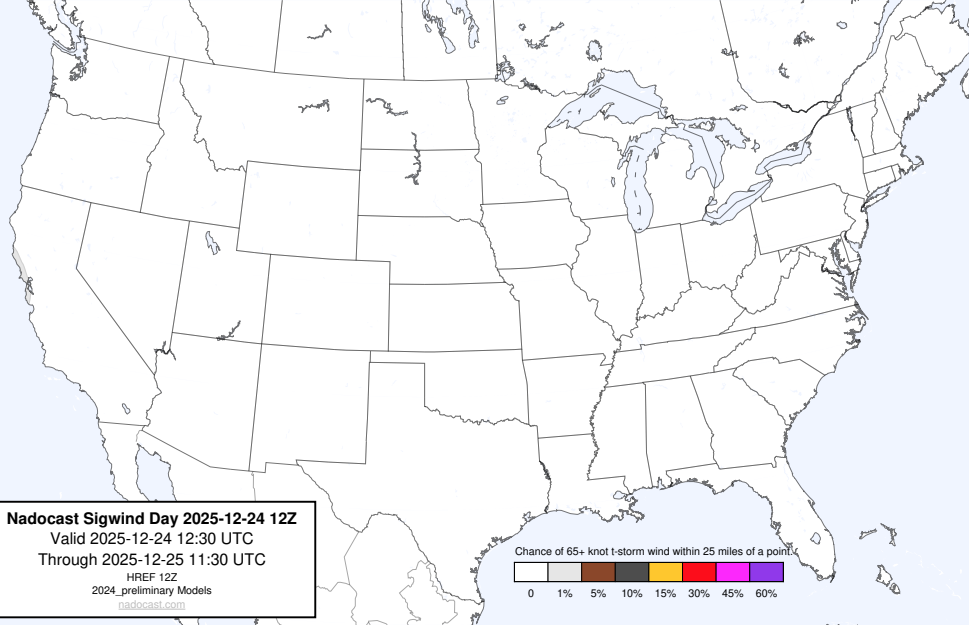 Nadocast Sigwind Day 2025-12-24 12Z
Valid 2025-12-24 12:30 UTC
Through 2025-12-25 11:30 UTC
HREF 12Z
2024_preliminary Models
nadocast.com
Chance of 65+ knot t-storm wind within 25 miles of a point.
0 1% 5% 10% 15% 30% 45% 60%